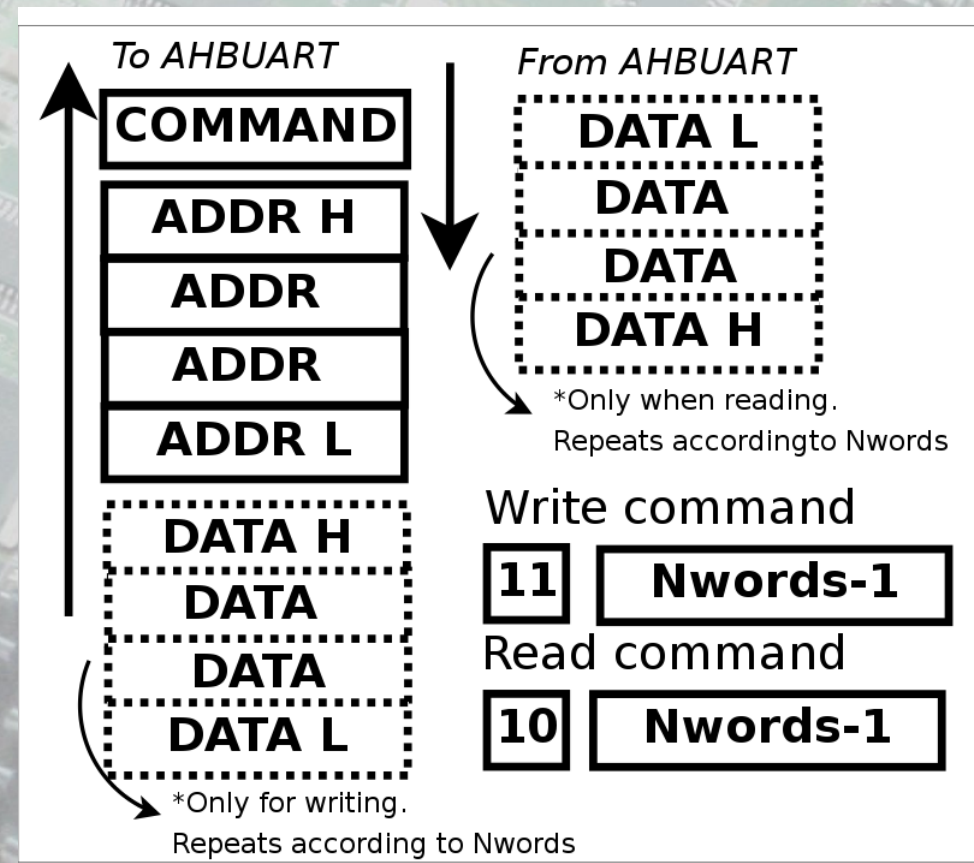 To AHBUART
COMMAND
ADDR H
ADDR
ADDR
ADDR L
DATA H
DATA
DATA
DATA L
*Only for writing.
Repeats according to Nwords
From AHBUART
DATA L
DATA
DATA
DATA H
*Only when reading.
Repeats accordingto Nwords
Write command
11 Nwords-1
Read command
10 Nwords-1